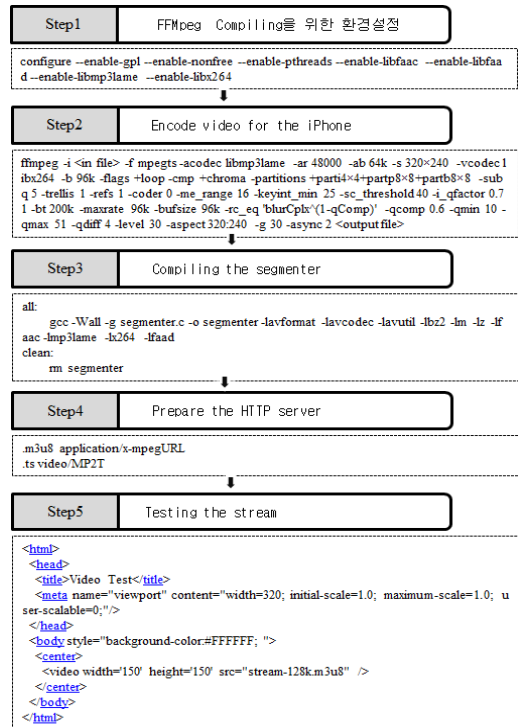 Step1
FFMpeg Compiling을 위한 환경설정
configure --enable-gpl --enable-nonfree --enable-pthreads --enable-libfaac --enable-libfaa
d --enable-libmp3lame --enable-libx264
Step2
Encode video for the iPhone
ffmpeg -i <in file> -f mpegts -acodec libmp3lame -ar 48000 -ab 64k -s 320×240 -vcodec l
ibx264 -b 96k -flags +loop -cmp +chroma -partitions +parti4×4+partp8×8+partb8×8 -sub
q 5 -trellis 1 -refs 1 -coder 0 -me_range 16 -keyint_min 25 -sc_threshold 40 -i_qfactor 0.7
1 -bt 200k -maxrate 96k -bufsize 96k -rc_eq 'blurCplx^(1-qComp)' -qcomp 0.6 -qmin 10 -
qmax 51 -qdiff 4 -level 30 -aspect 320:240 -g 30 -async 2 <output file>
Step3
Compiling the segmenter
all:
gcc -Wall -g segmenter.c -o segmenter -lavformat -lavcodec -lavutil -lbz2 -lm -lz -lf
aac -lmp3lame -lx264 -lfaad
clean:
rm segmenter
Step4
Prepare the HTTP server
.m3u8 application/x-mpegURL
.ts video/MP2T
Step5
Testing the stream
<html>
<head>
<title>Video Test</title>
<meta name="viewport" content="width=320; initial-scale=1.0; maximum-scale=1.0; u
ser-scalable=0;"/>
</head>
<body style="background-color:#FFFFFF; ">
<center>
<video width='150' height='150' src="stream-128k.m3u8" />
</center>
</body>
</html>